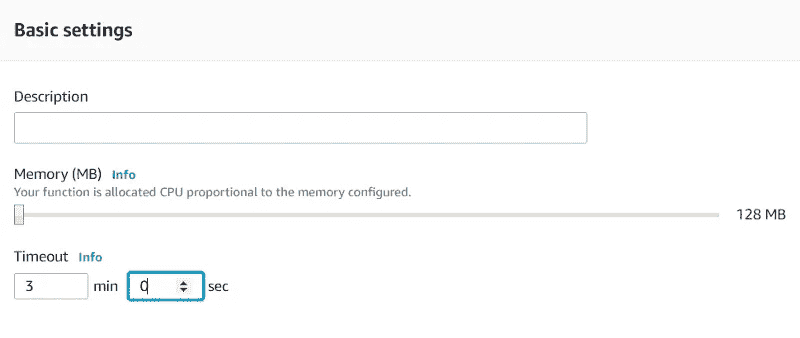 Basic settings
Description
Memory (MB) Info
Your function is allocated CPU proportional to the memory configured.
128 MB
Timeout Info
3 min 0 sec